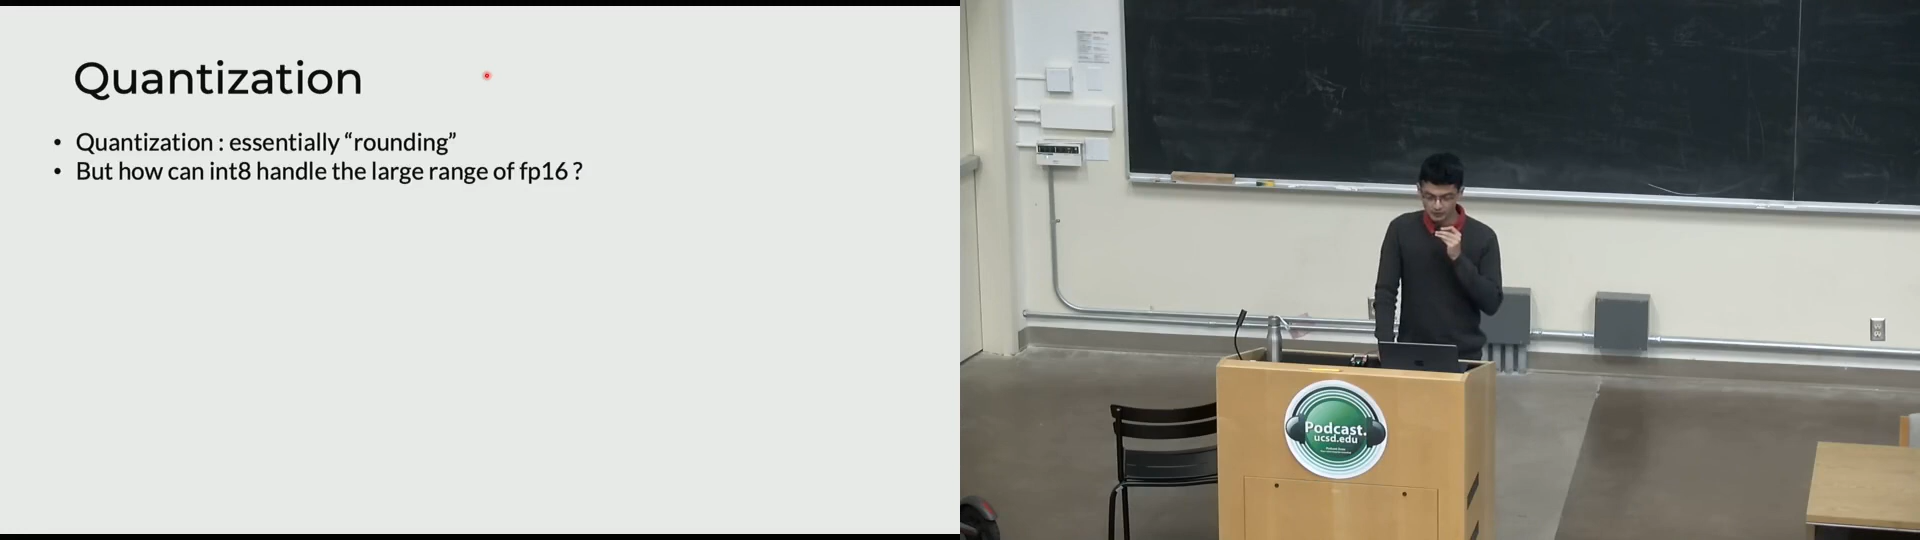 Quantization
• Quantization : essentially “rounding”
• But how can int8 handle the large range of fp16 ?
Podcast.
ucsd.edu